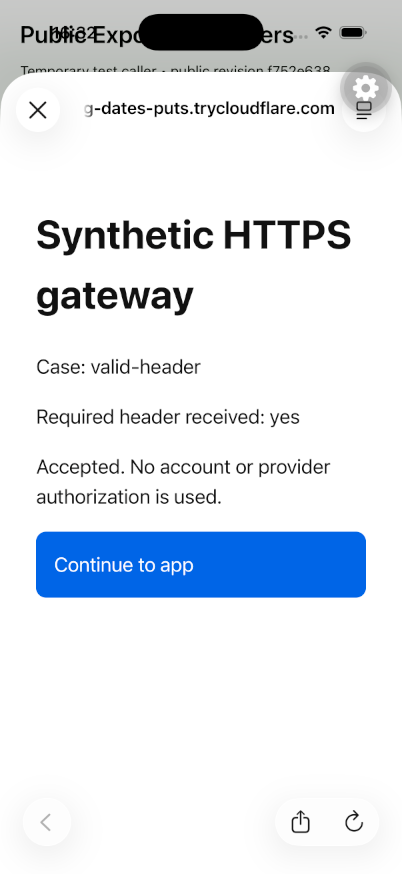 Public Expo
ers
Temporary test caller • public revision f752e638
g-dates-puts.trycloudflare.com
Synthetic HTTPS
gateway
Case: valid-header
Required header received: yes
Accepted. No account or provider
authorization is used.
Continue to app